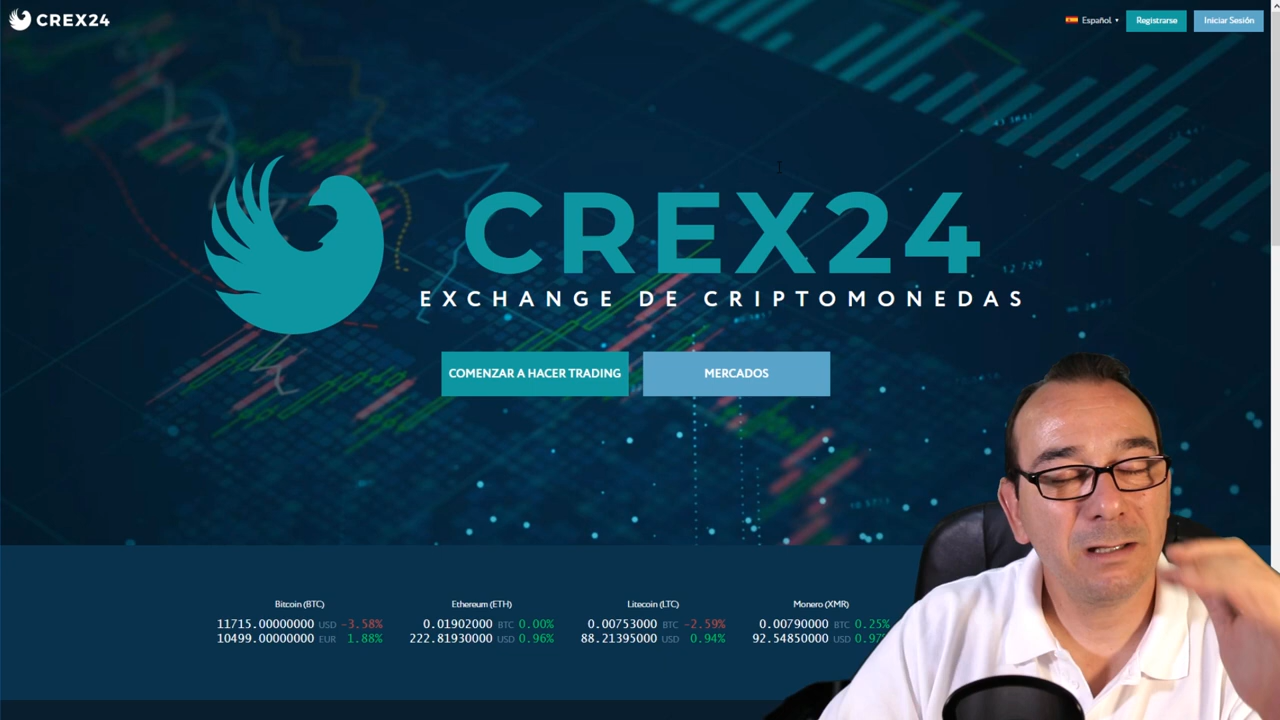 CREX24
Español
Registrarse
Iniciar Sesión
CREX24
EXCHANGE DE CRIPTOMONEDAS
COMENZAR A HACER TRADING
MERCADOS
Bitcoin (BTC)
11715.00000000 USD -3.58%
10499.00000000 EUR 1.88%
Ethereum (ETH)
0.01902000 BTC 0.00%
222.81930000 USD 0.96%
Litecoin (LTC)
0.00753000 BTC -2.59%
88.21395000 USD 0.94%
Monero (XMR)
0.00790000 BTC 0.25%
92.54850000 USD